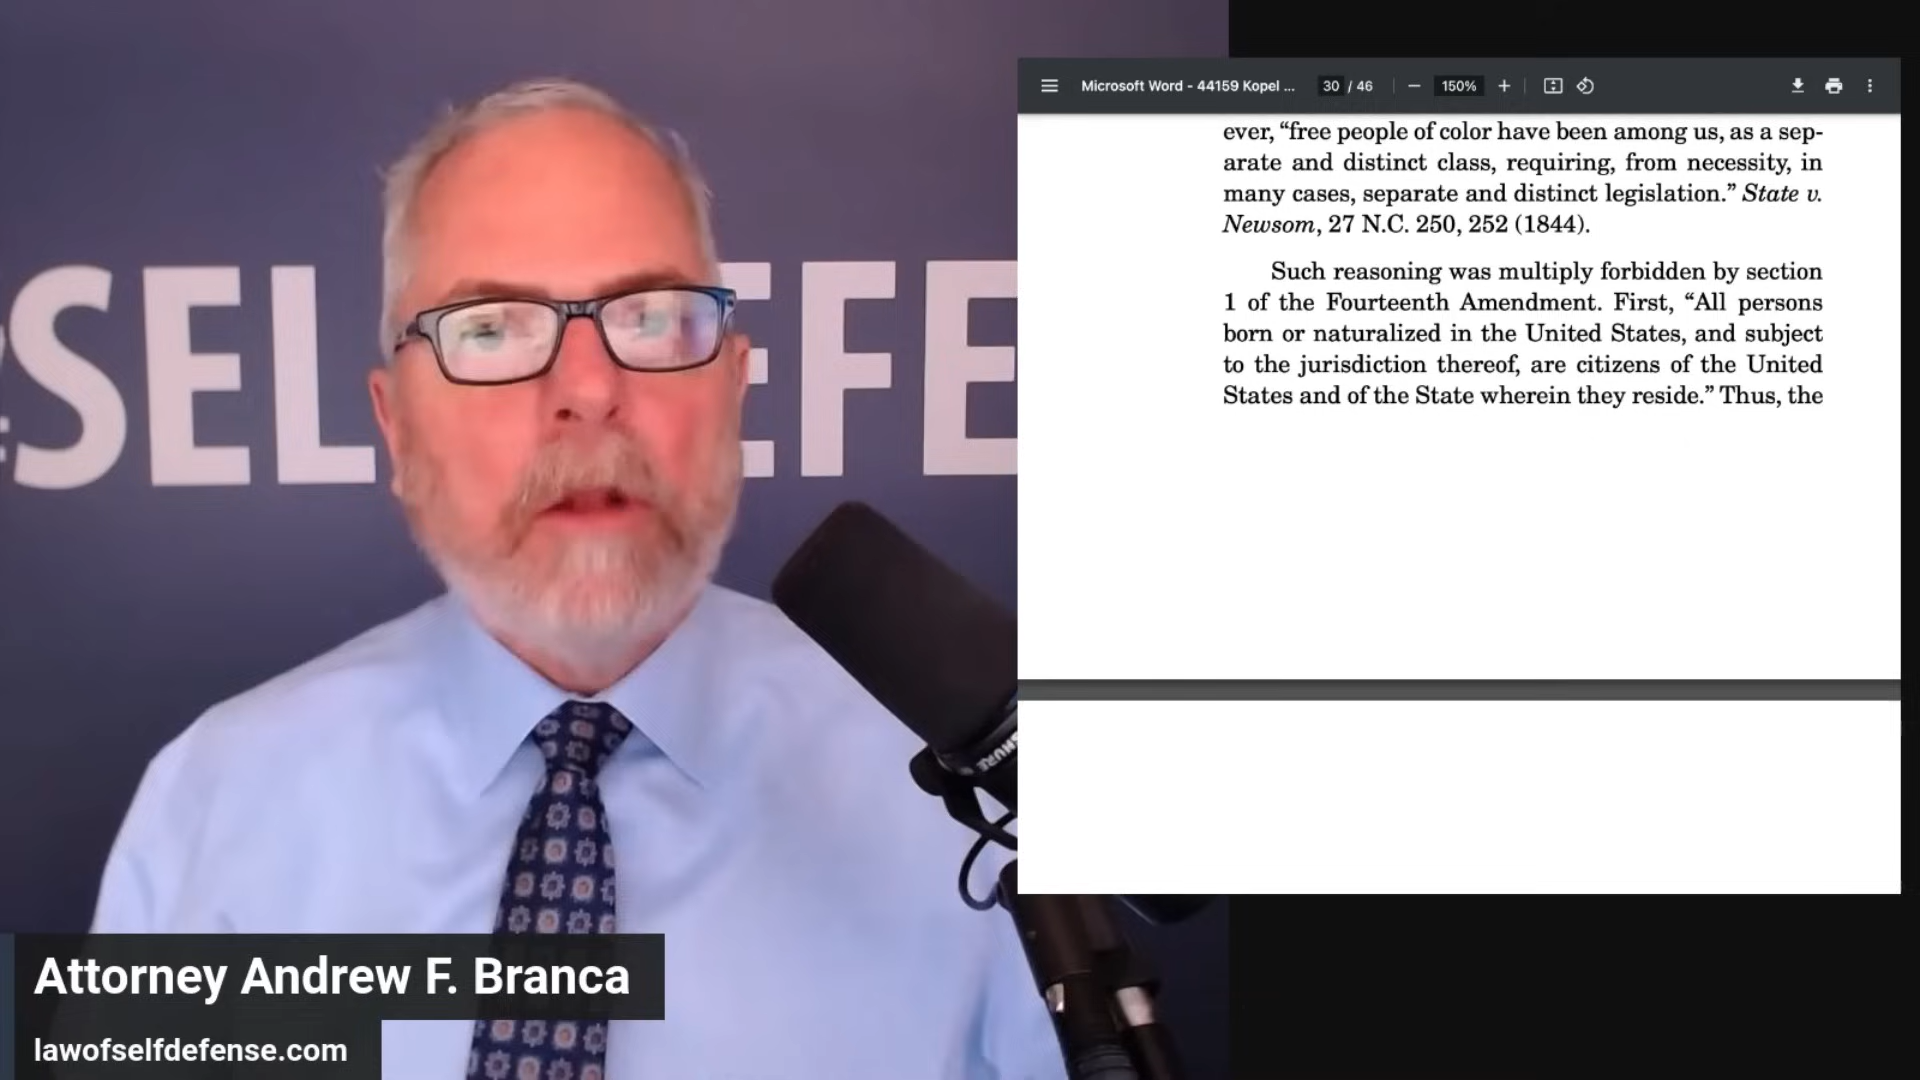 SEL EFE
Microsoft Word - 44159 Kopel ... 30 / 46 − 150% +
ever, “free people of color have been among us, as a sep-
arate and distinct class, requiring, from necessity, in
many cases, separate and distinct legislation.” State v.
Newsom, 27 N.C. 250, 252 (1844).
Such reasoning was multiply forbidden by section
1 of the Fourteenth Amendment. First, “All persons
born or naturalized in the United States, and subject
to the jurisdiction thereof, are citizens of the United
States and of the State wherein they reside.” Thus, the
SHURE
Attorney Andrew F. Branca
lawofselfdefense.com